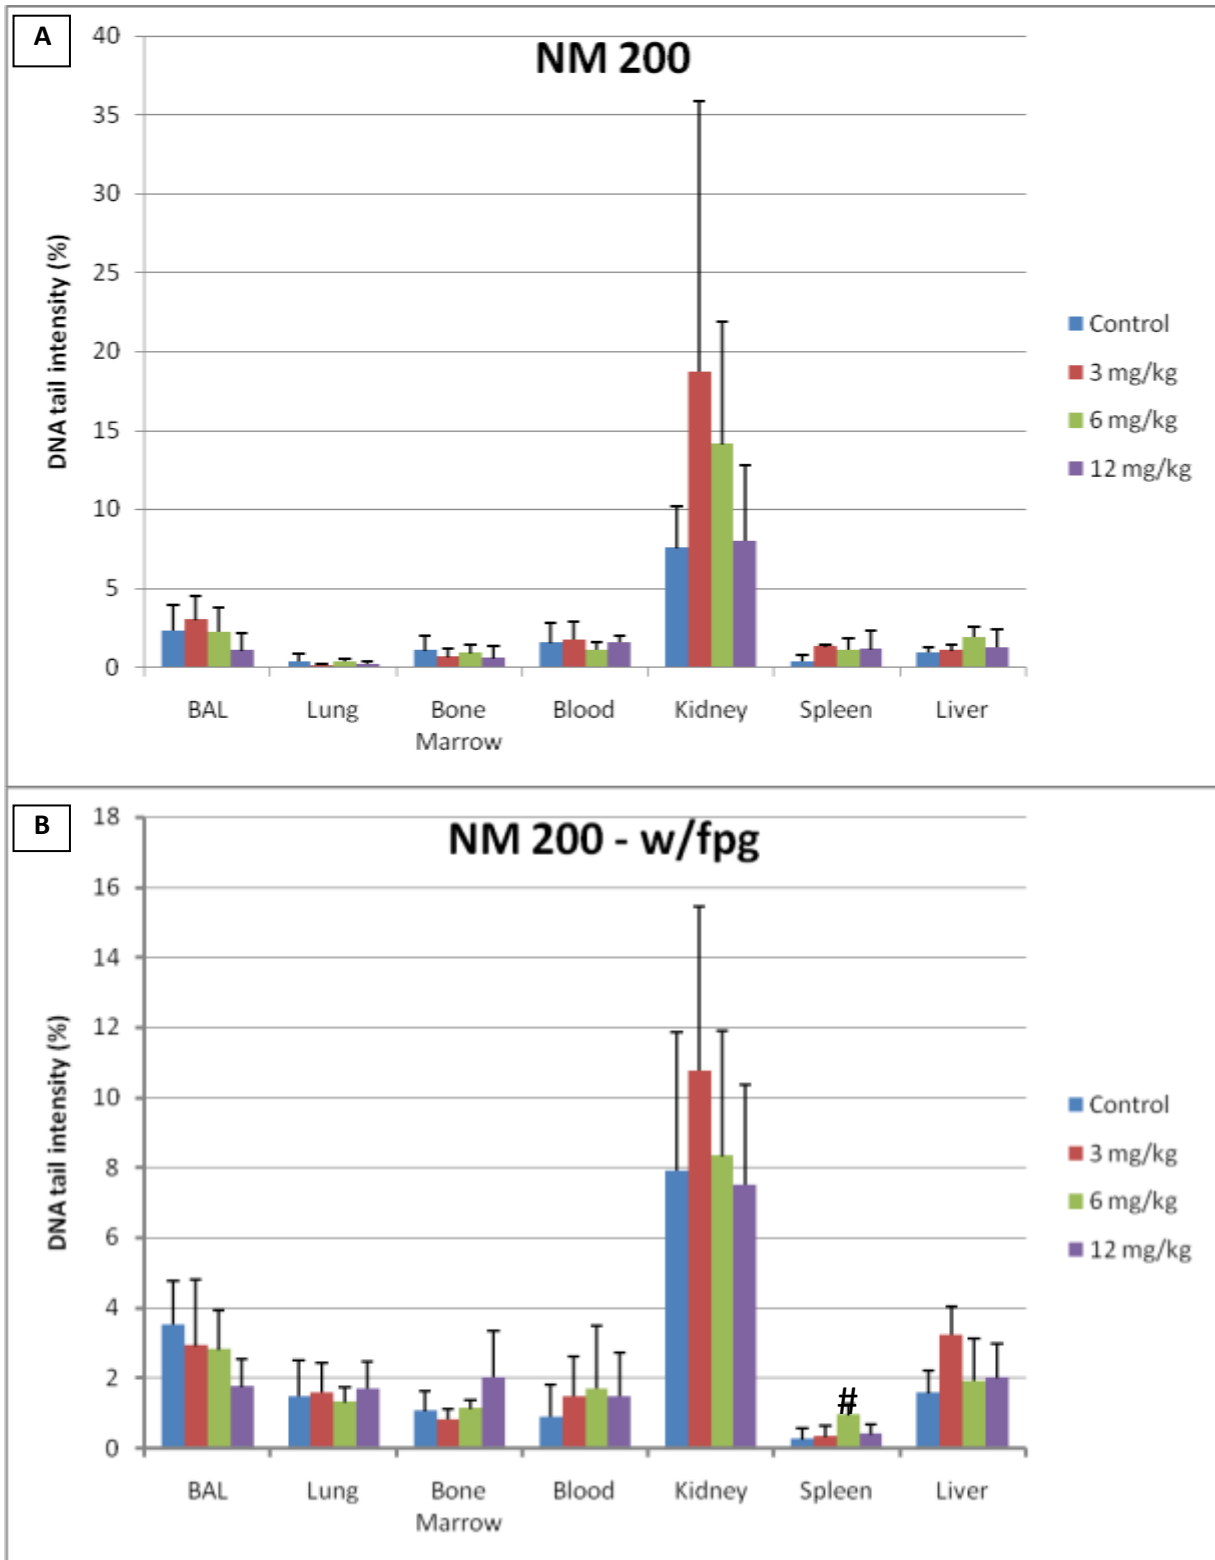 A
NM 200
40
35
30
25
20
15
10
5
0
DNA tail intensity (%)
BAL
Lung
Bone
Marrow
Blood
Kidney
Spleen
Liver
Control
3 mg/kg
6 mg/kg
12 mg/kg
B
NM 200 - w/fpg
18
16
14
12
10
8
6
4
2
0
DNA tail intensity (%)
#
BAL
Lung
Bone
Marrow
Blood
Kidney
Spleen
Liver
Control
3 mg/kg
6 mg/kg
12 mg/kg